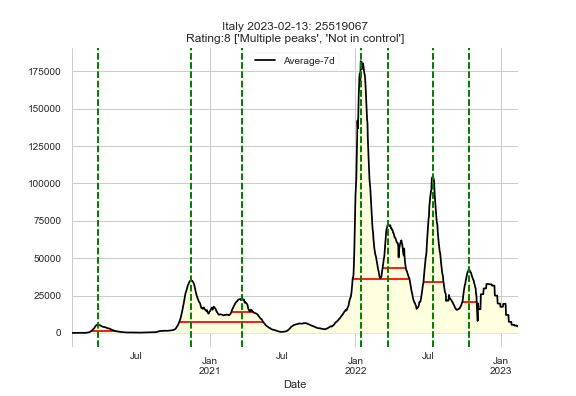 Italy 2023-02-13: 25519067
Rating:8 ['Multiple peaks', 'Not in control']
Average-7d
175000
150000
125000
100000
75000
50000
25000
0
Jul
Jan
2021
Jul
Jan
2022
Jul
Jan
2023
Date